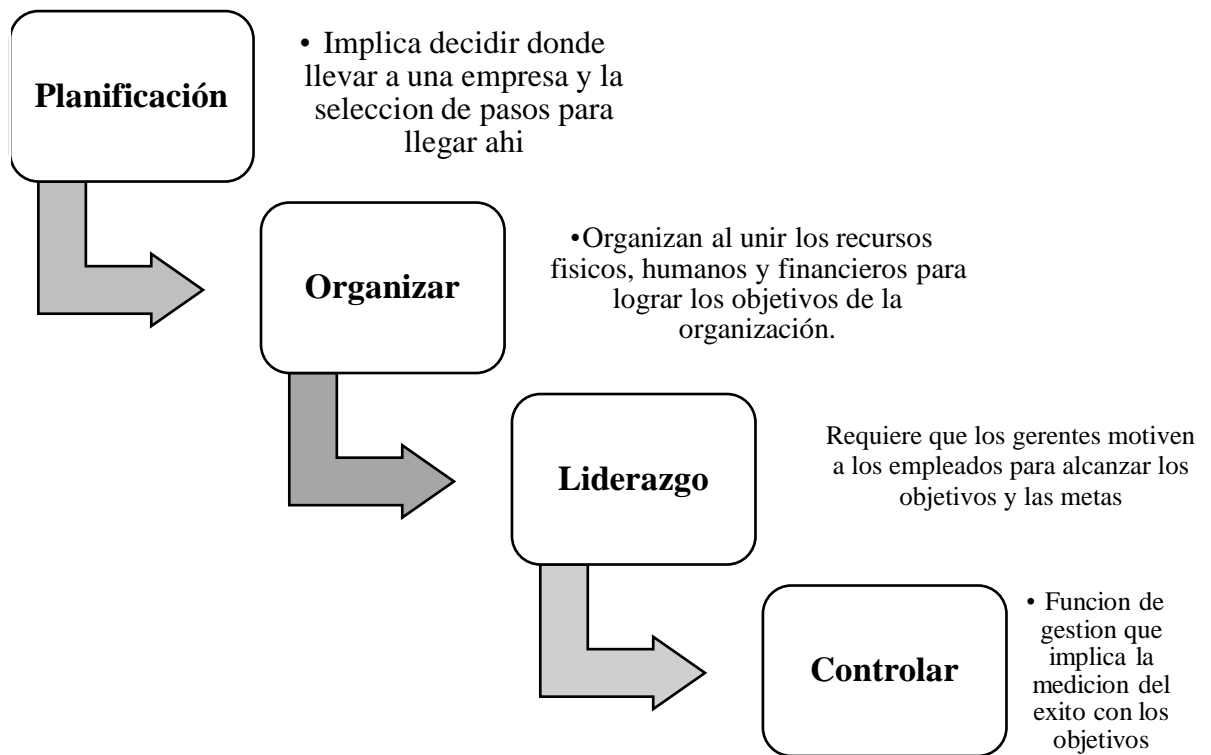 Planificación
• Implica decidir donde
llevar a una empresa y la
seleccion de pasos para
llegar ahi
Organizar
•Organizan al unir los recursos
fisicos, humanos y financieros para
lograr los objetivos de la
organización.
Liderazgo
Requiere que los gerentes motiven
a los empleados para alcanzar los
objetivos y las metas
Controlar
• Funcion de
gestion que
implica la
medicion del
exito con los
objetivos